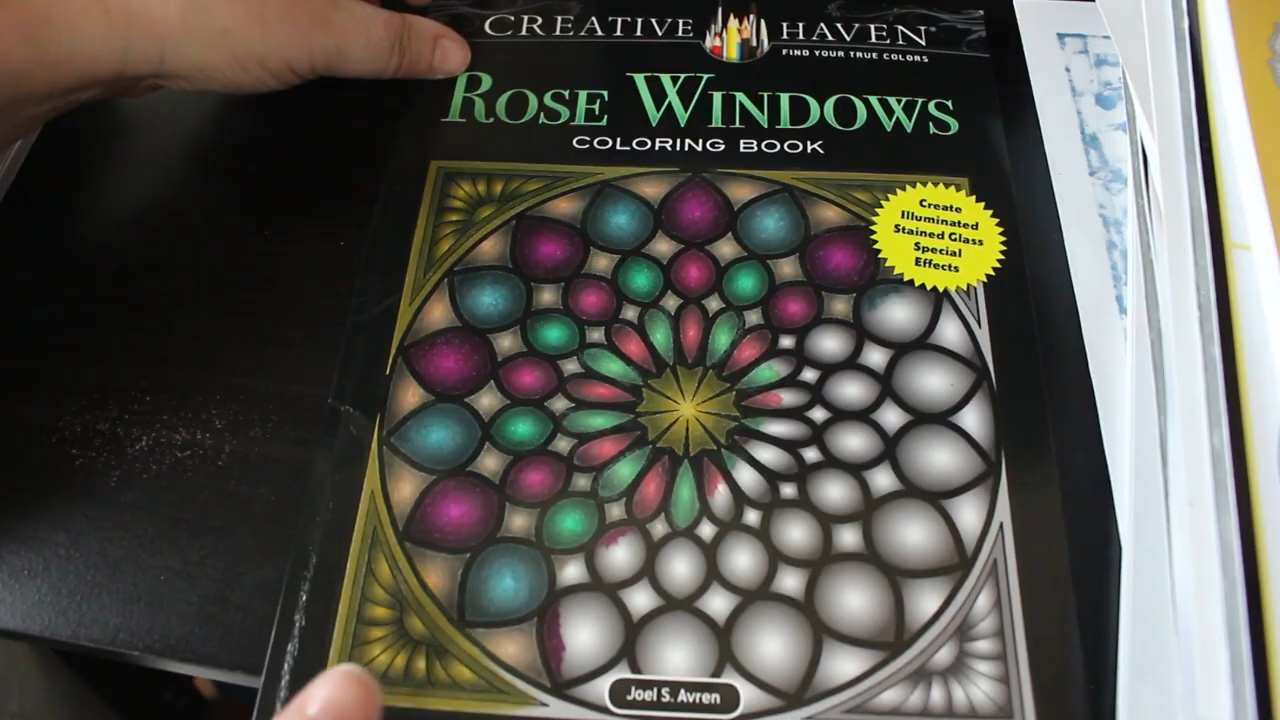 CREATIVE HAVEN®
FIND YOUR TRUE COLORS
ROSE WINDOWS
COLORING BOOK
Create
Illuminated
Stained Glass
Special
Effects
Joel S. Avren